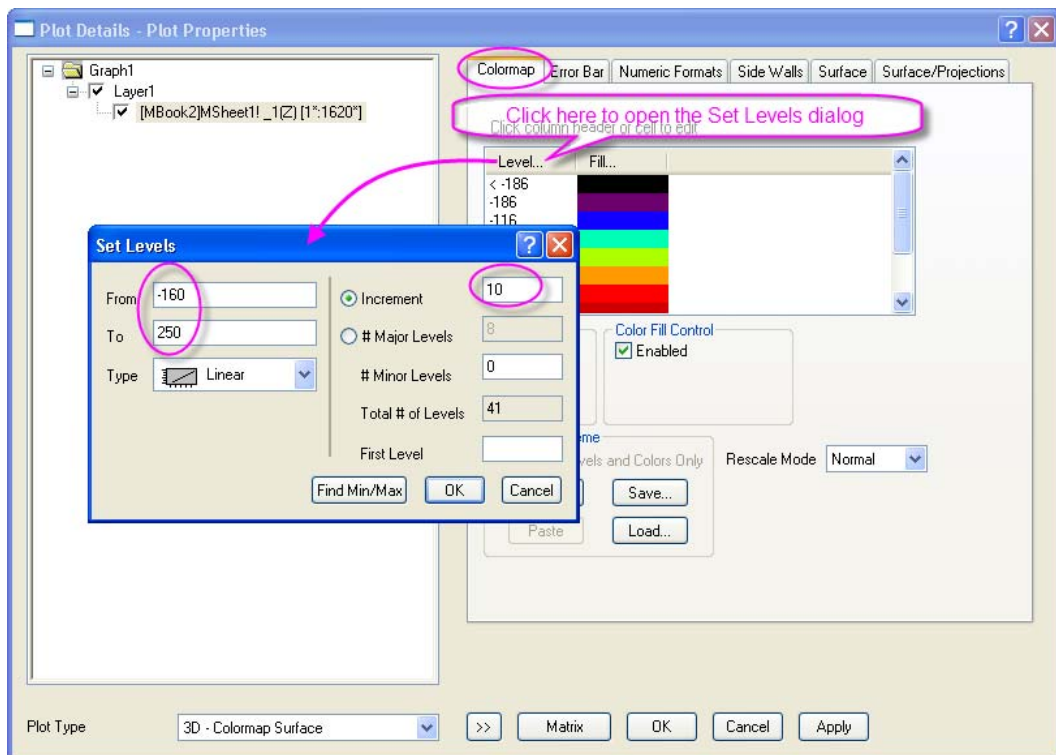 Plot Details - Plot Properties
Graph1
Layer1
[MBook2]MSheet1! _1(Z) [1*:1620*]
Colormap
Error Bar
Numeric Formats
Side Walls
Surface
Surface/Projections
Click here to open the Set Levels dialog
Click column header or cell to edit
Level...
Fill...
< -186
-186
-116
Set Levels
From
-160
To
250
Type
Linear
Increment
10
# Major Levels
8
# Minor Levels
0
Total # of Levels
41
First Level
Find Min/Max
OK
Cancel
Color Fill Control
Enabled
and Colors Only
Rescale Mode
Normal
Save...
Paste
Load...
Plot Type
3D - Colormap Surface
>>
Matrix
OK
Cancel
Apply